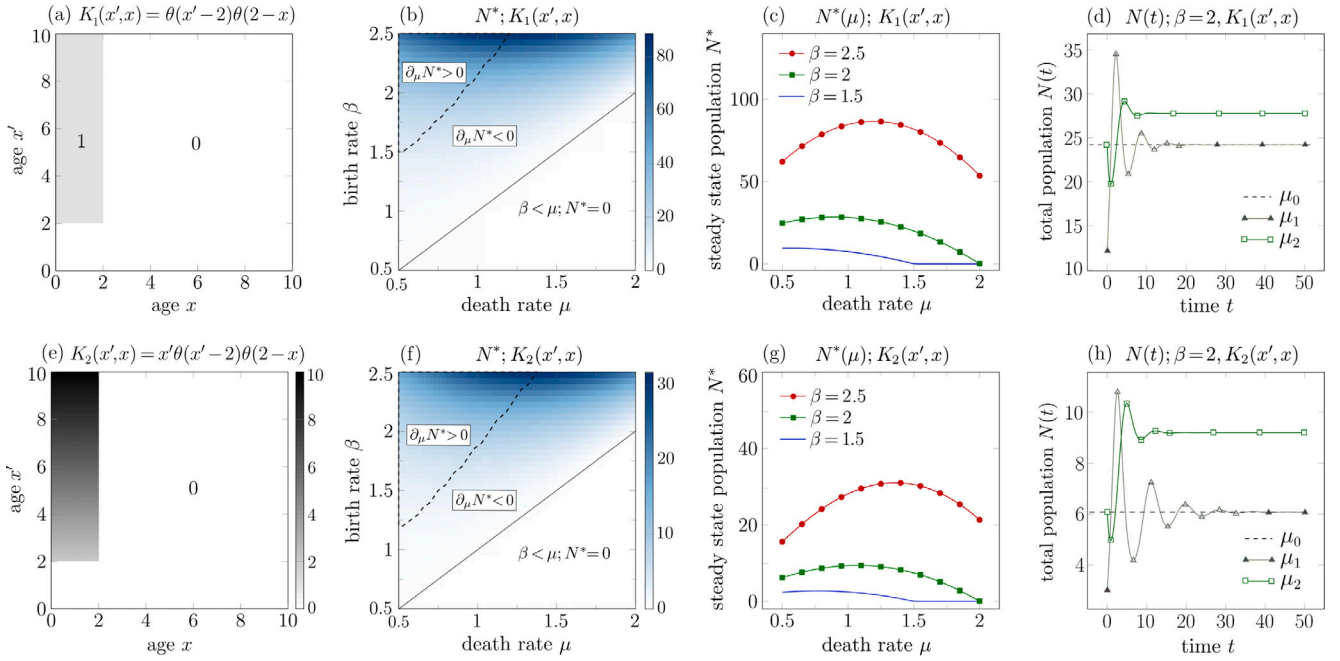 (a) K₁(x′,x) = θ(x′−2)θ(2−x)
10
8
6
4
2
0
age x′
1
0
0 2 4 6 8 10
age x
(b) N*; K₁(x′,x)
2.5
2
1.5
1
0.5
birth rate β
∂μN*>0
∂μN*<0
β<μ; N*=0
0.5 1 1.5 2
death rate μ
80
60
40
20
0
(c) N*(μ); K₁(x′,x)
steady state population N*
100
50
0
β=2.5
β=2
β=1.5
0.5 1 1.5 2
death rate μ
(d) N(t); β=2, K₁(x′,x)
total population N(t)
35
30
25
20
15
10
μ₀
μ₁
μ₂
0 10 20 30 40 50
time t
(e) K₂(x′,x)=x′θ(x′−2)θ(2−x)
10
8
6
4
2
0
age x′
0
0 2 4 6 8 10
age x
10
8
6
4
2
0
(f) N*; K₂(x′,x)
2.5
2
1.5
1
0.5
birth rate β
∂μN*>0
∂μN*<0
β<μ; N*=0
0.5 1 1.5 2
death rate μ
30
20
10
0
(g) N*(μ); K₂(x′,x)
steady state population N*
60
40
20
0
β=2.5
β=2
β=1.5
0.5 1 1.5 2
death rate μ
(h) N(t); β=2, K₂(x′,x)
total population N(t)
10
8
6
4
μ₀
μ₁
μ₂
0 10 20 30 40 50
time t